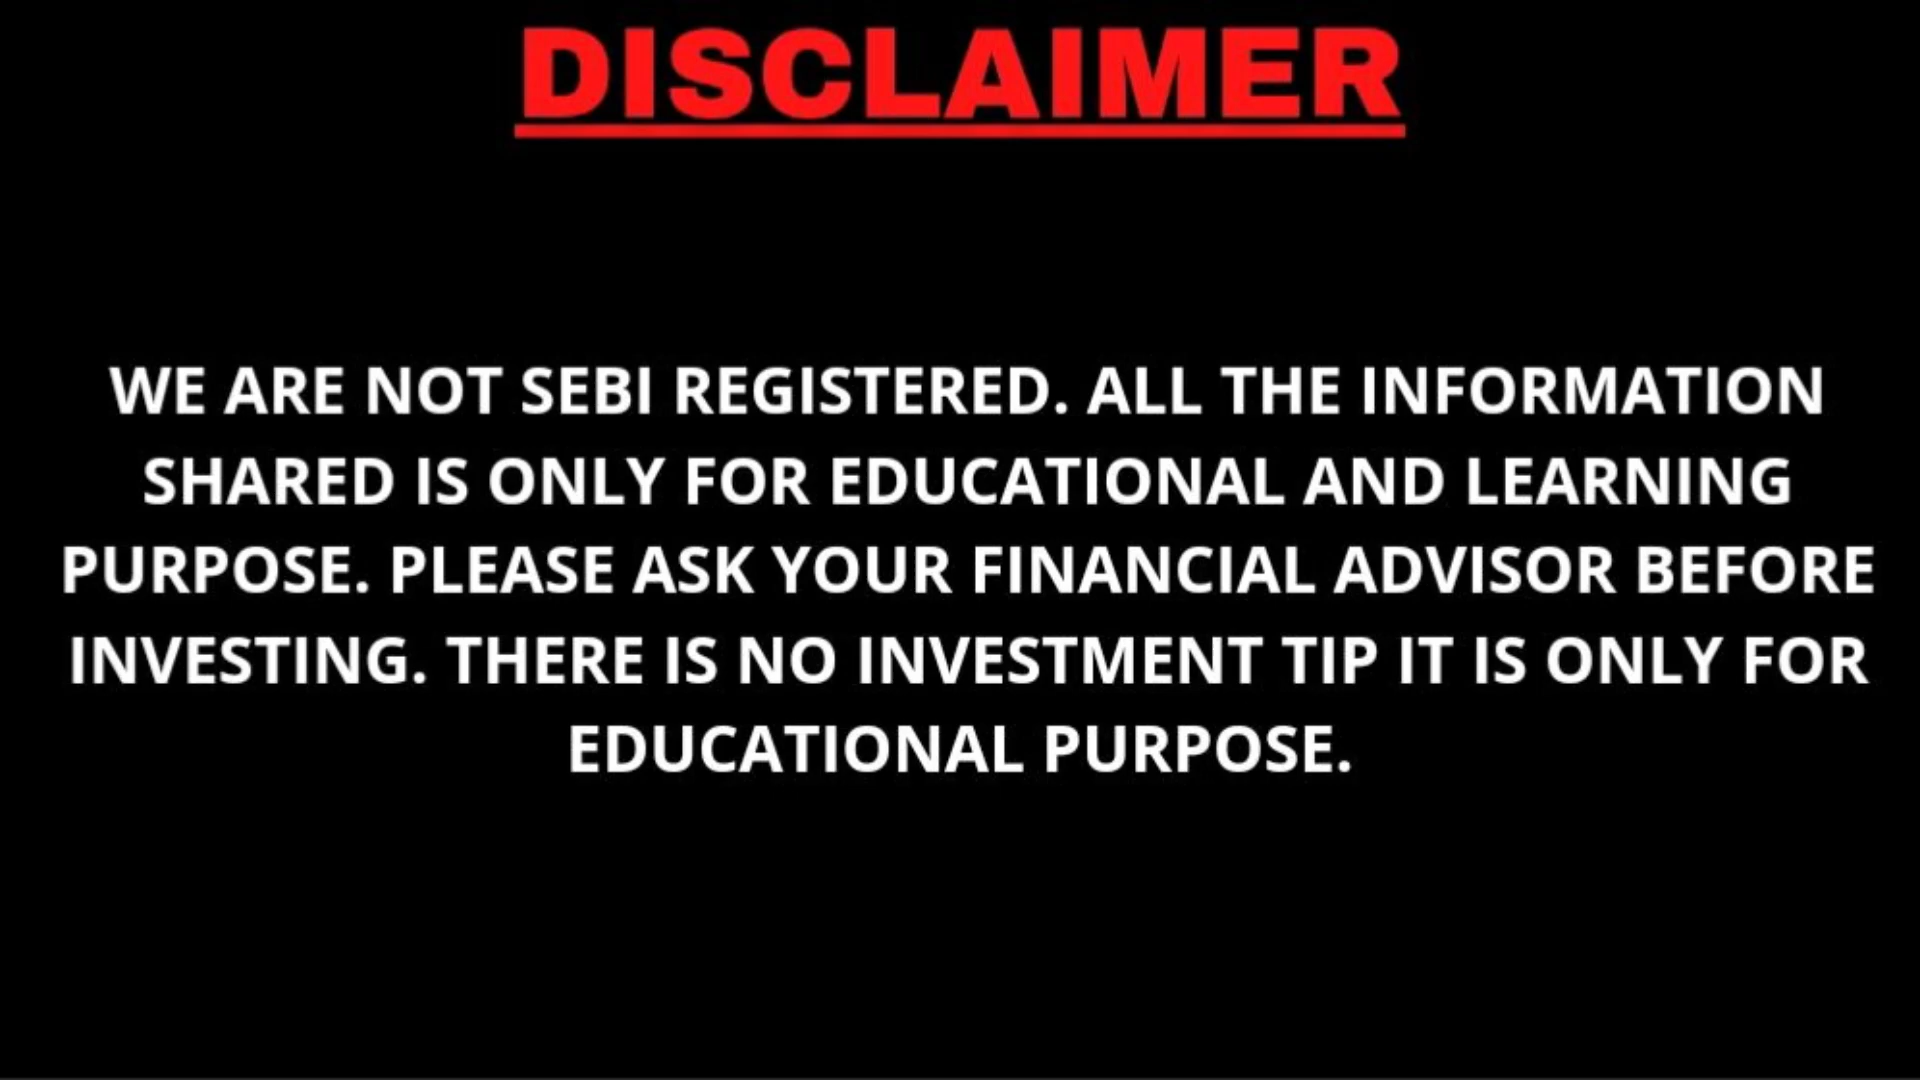 DISCLAIMER
WE ARE NOT SEBI REGISTERED. ALL THE INFORMATION
SHARED IS ONLY FOR EDUCATIONAL AND LEARNING
PURPOSE. PLEASE ASK YOUR FINANCIAL ADVISOR BEFORE
INVESTING. THERE IS NO INVESTMENT TIP IT IS ONLY FOR
EDUCATIONAL PURPOSE.